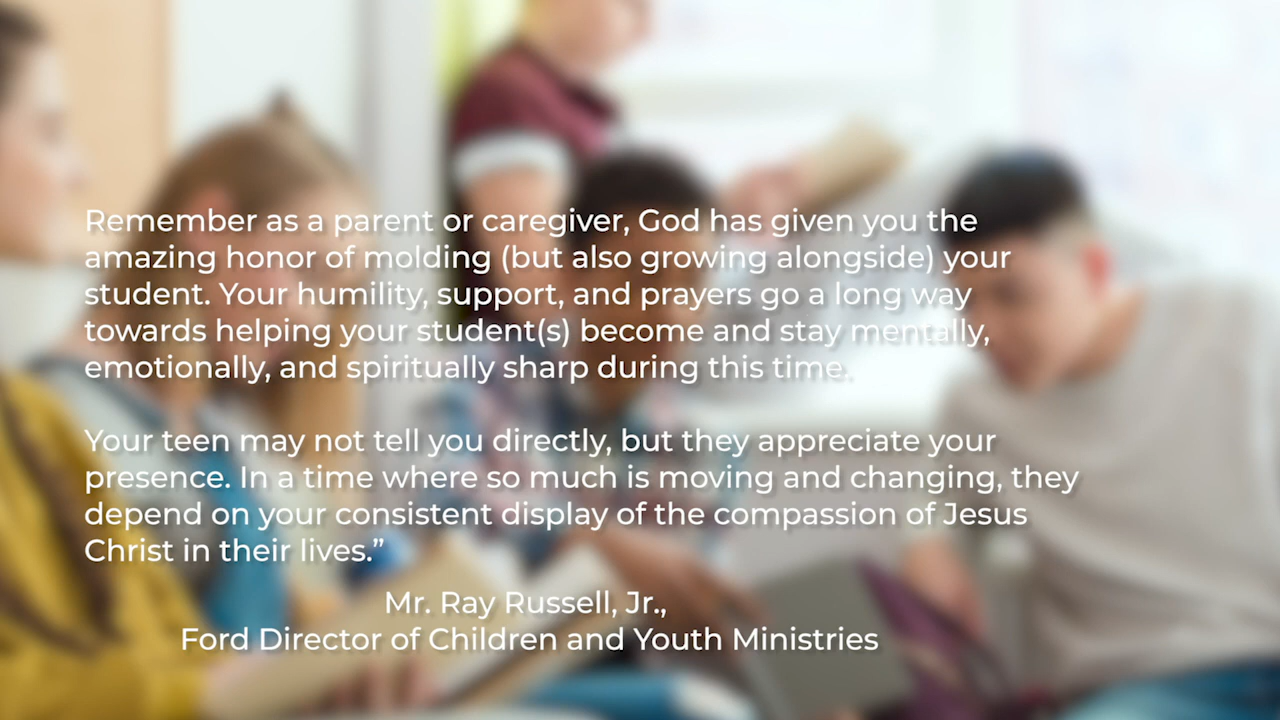 Remember as a parent or caregiver, God has given you the
amazing honor of molding (but also growing alongside) your
student. Your humility, support, and prayers go a long way
towards helping your student(s) become and stay mentally,
emotionally, and spiritually sharp during this time.
Your teen may not tell you directly, but they appreciate your
presence. In a time where so much is moving and changing, they
depend on your consistent display of the compassion of Jesus
Christ in their lives.”
Mr. Ray Russell, Jr.,
Ford Director of Children and Youth Ministries